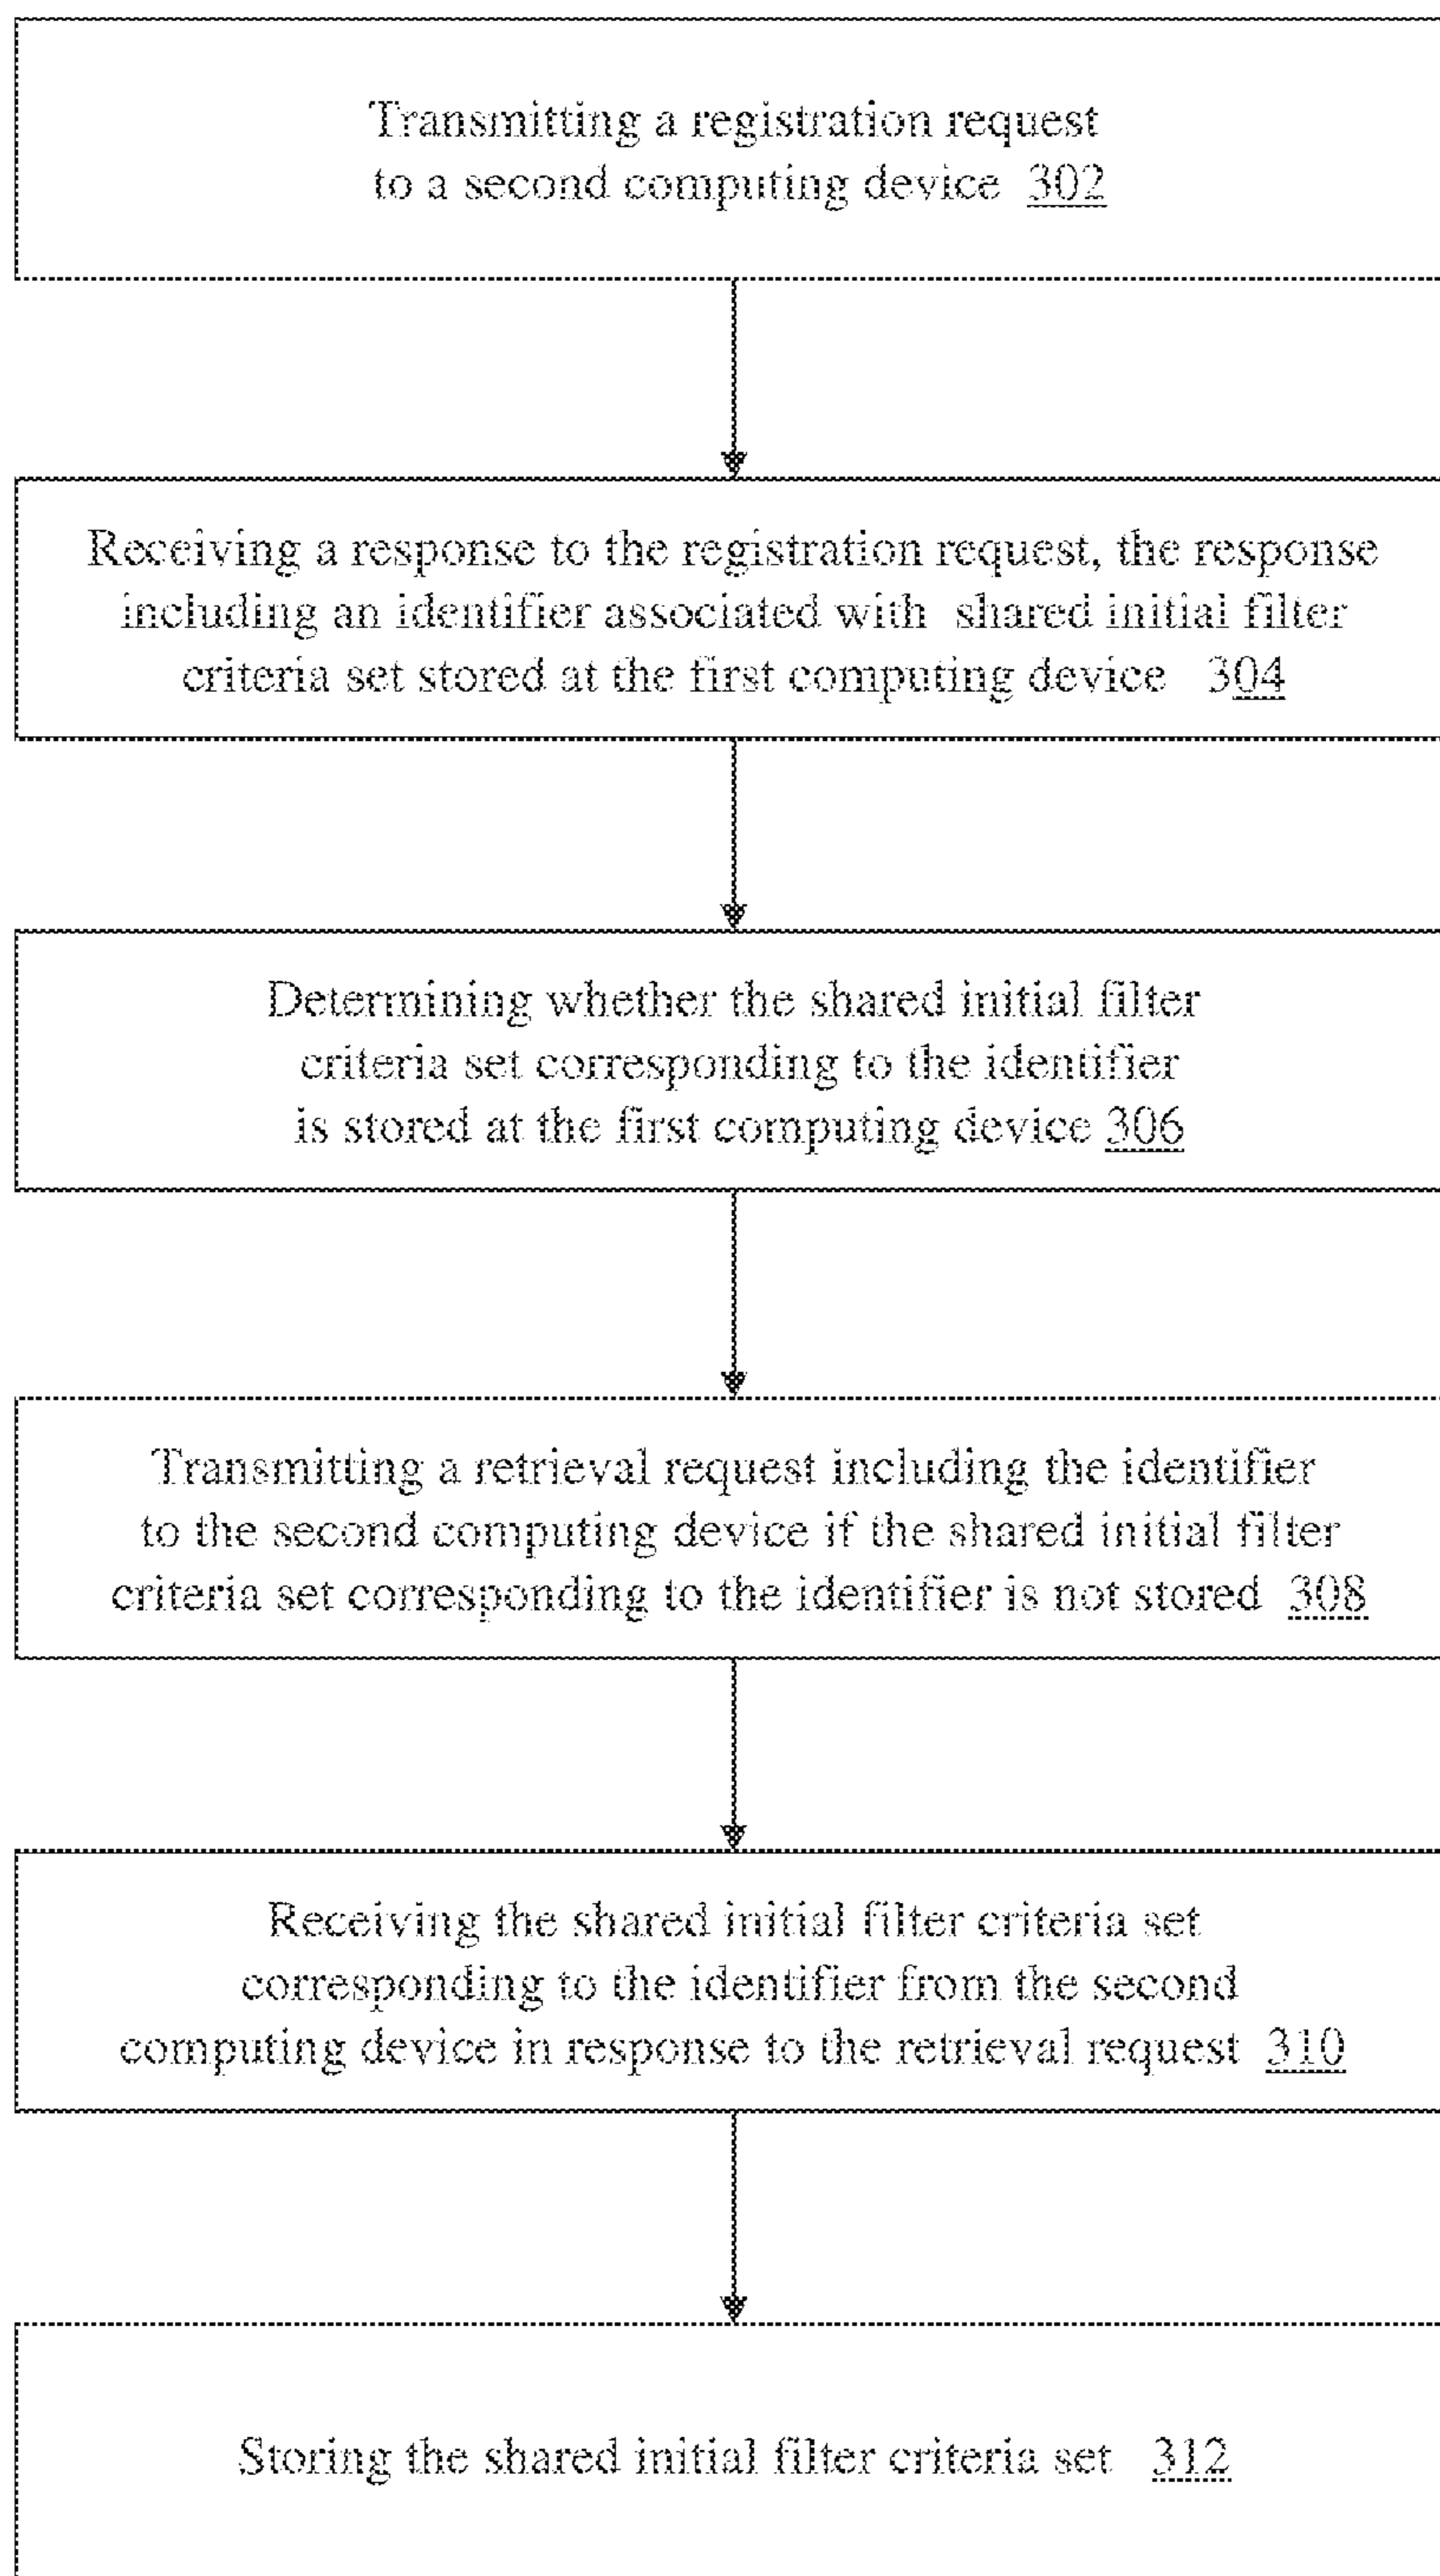 Transmitting a registration request
to a second computing device 302
Receiving a response to the registration request, the response
including an identifier associated with shared initial filter
criteria set stored at the first computing device 304
Determining whether the shared initial filter
criteria set corresponding to the identifier
is stored at the first computing device 306
Transmitting a retrieval request including the identifier
to the second computing device if the shared initial filter
criteria set corresponding to the identifier is not stored 308
Receiving the shared initial filter criteria set
corresponding to the identifier from the second
computing device in response to the retrieval request 310
Storing the shared initial filter criteria set 312